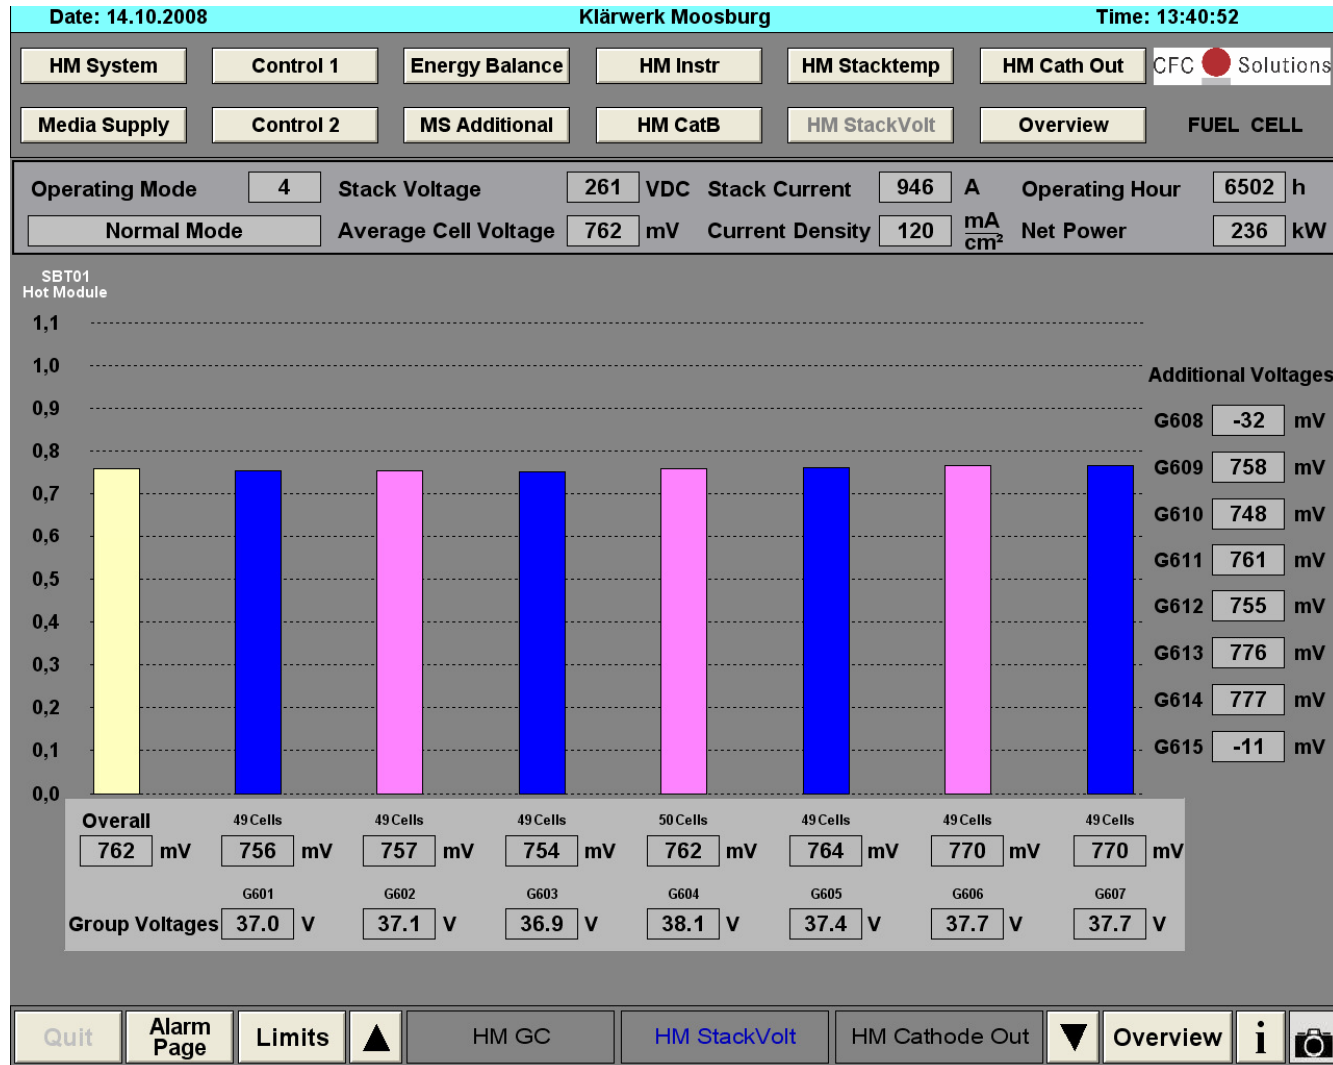 Date: 14.10.2008 Klärwerk Moosburg Time: 13:40:52
HM System Control 1 Energy Balance HM Instr HM Stacktemp HM Cath Out CFC Solutions
Media Supply Control 2 MS Additional HM CatB HM StackVolt Overview FUEL CELL
Operating Mode 4 Stack Voltage 261 VDC Stack Current 946 A Operating Hour 6502 h
Normal Mode Average Cell Voltage 762 mV Current Density 120 mA/cm² Net Power 236 kW
SBT01
Hot Module
1,1
1,0
Additional Voltages
0,9
G608 -32 mV
0,8
G609 758 mV
0,7
G610 748 mV
0,6
G611 761 mV
0,5
G612 755 mV
0,4
G613 776 mV
0,3
G614 777 mV
0,2
G615 -11 mV
0,1
0,0
Overall 49 Cells 49 Cells 49 Cells 50 Cells 49 Cells 49 Cells 49 Cells
762 mV 756 mV 757 mV 754 mV 762 mV 764 mV 770 mV 770 mV
G601 G602 G603 G604 G605 G606 G607
Group Voltages 37.0 V 37.1 V 36.9 V 38.1 V 37.4 V 37.7 V 37.7 V
Quit Alarm Page Limits HM GC HM StackVolt HM Cathode Out Overview i